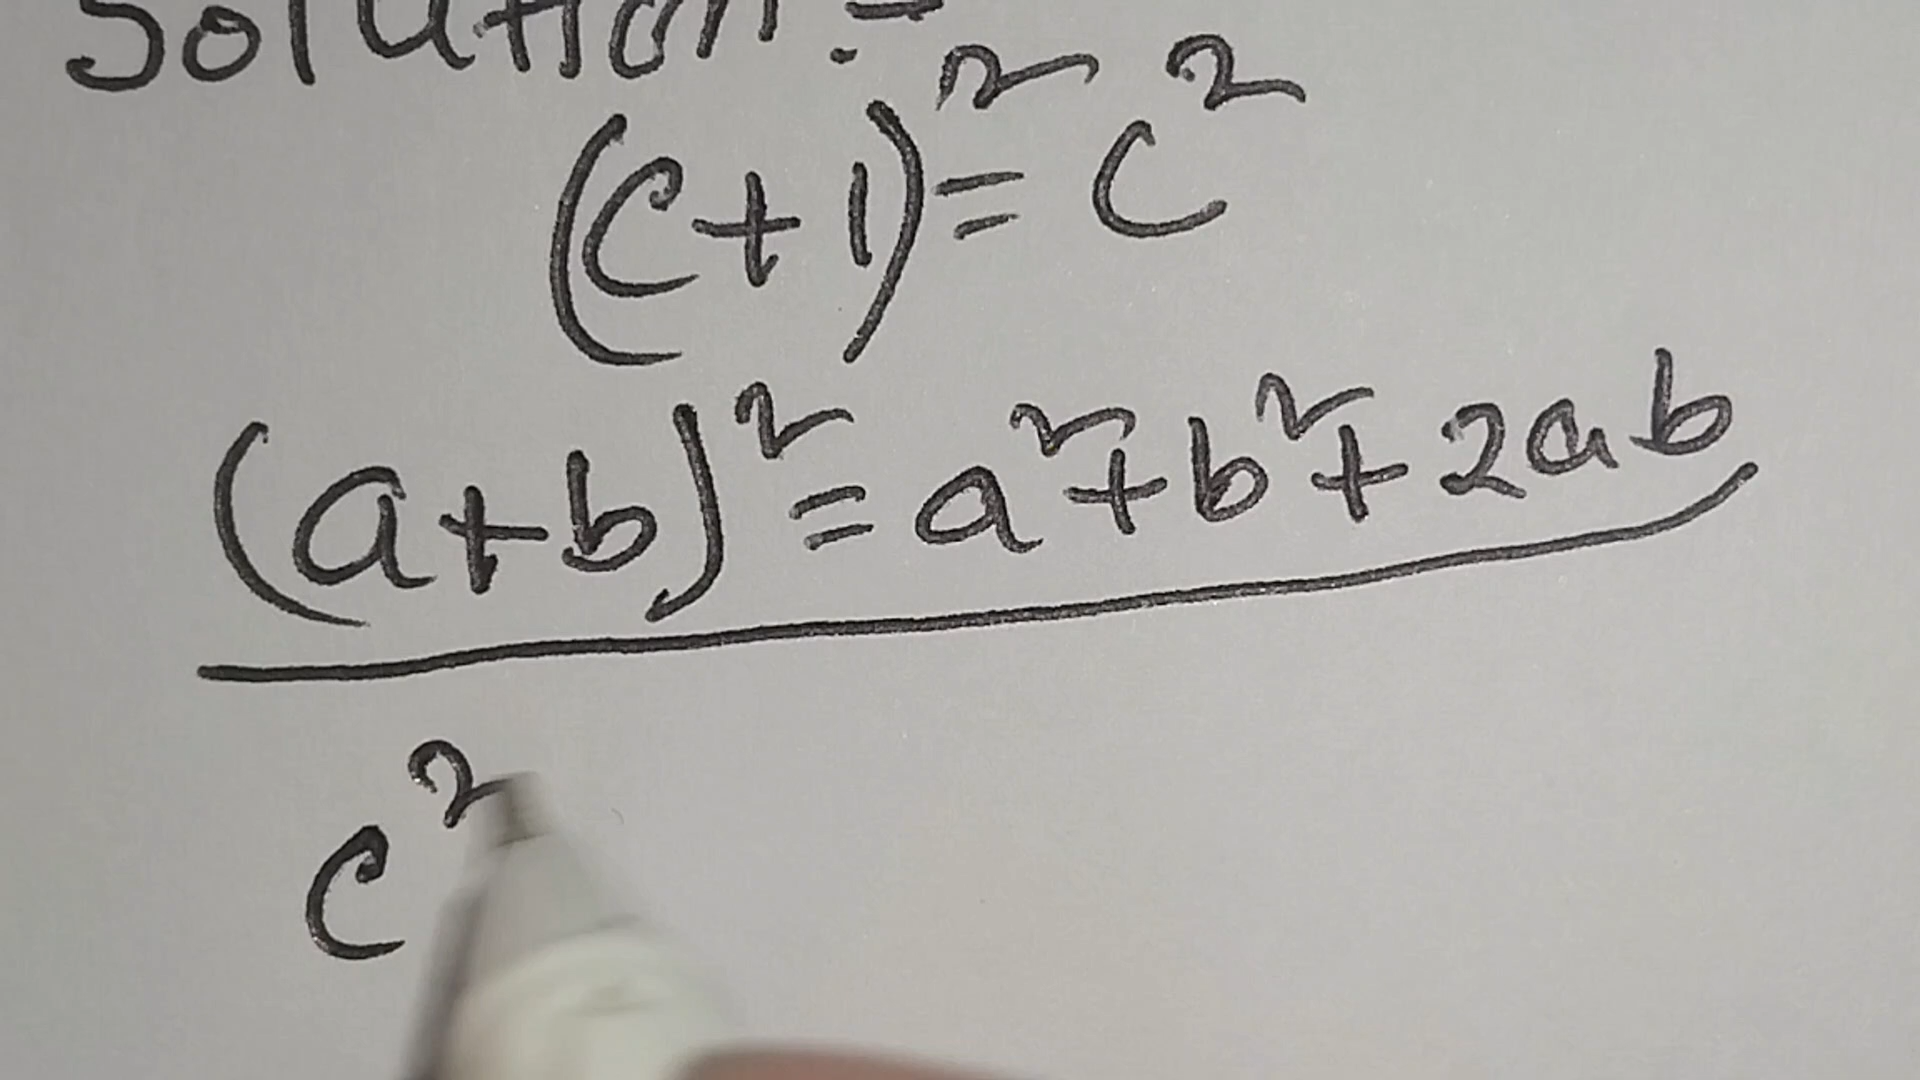 Solution :-
(c+1)²=c²
(a+b)²=a²+b²+2ab
c²